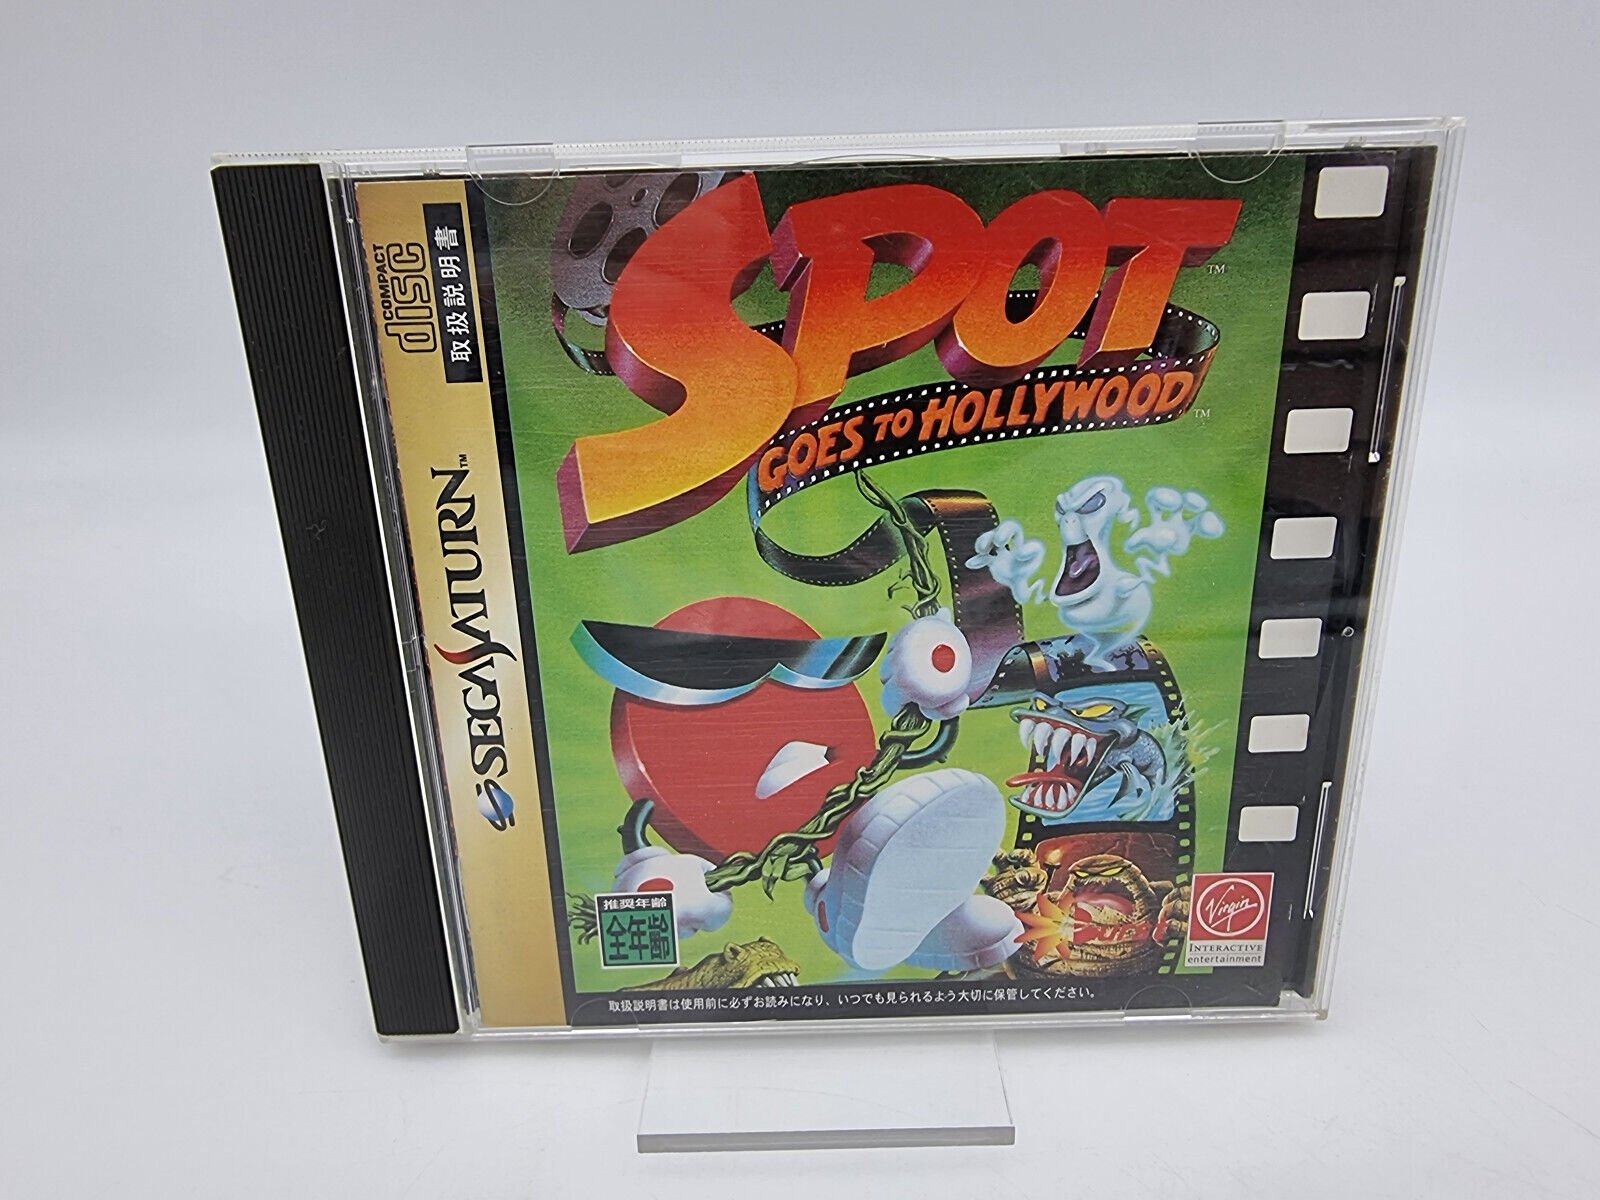 COMPACT
disc
取扱説明書
SEGA SATURN™
SPOT™
GOES TO HOLLYWOOD™
推奨年齢
全年齢
Virgin
INTERACTIVE
entertainment
取扱説明書は使用前に必ずお読みになり、いつでも見られるよう大切に保管してください。